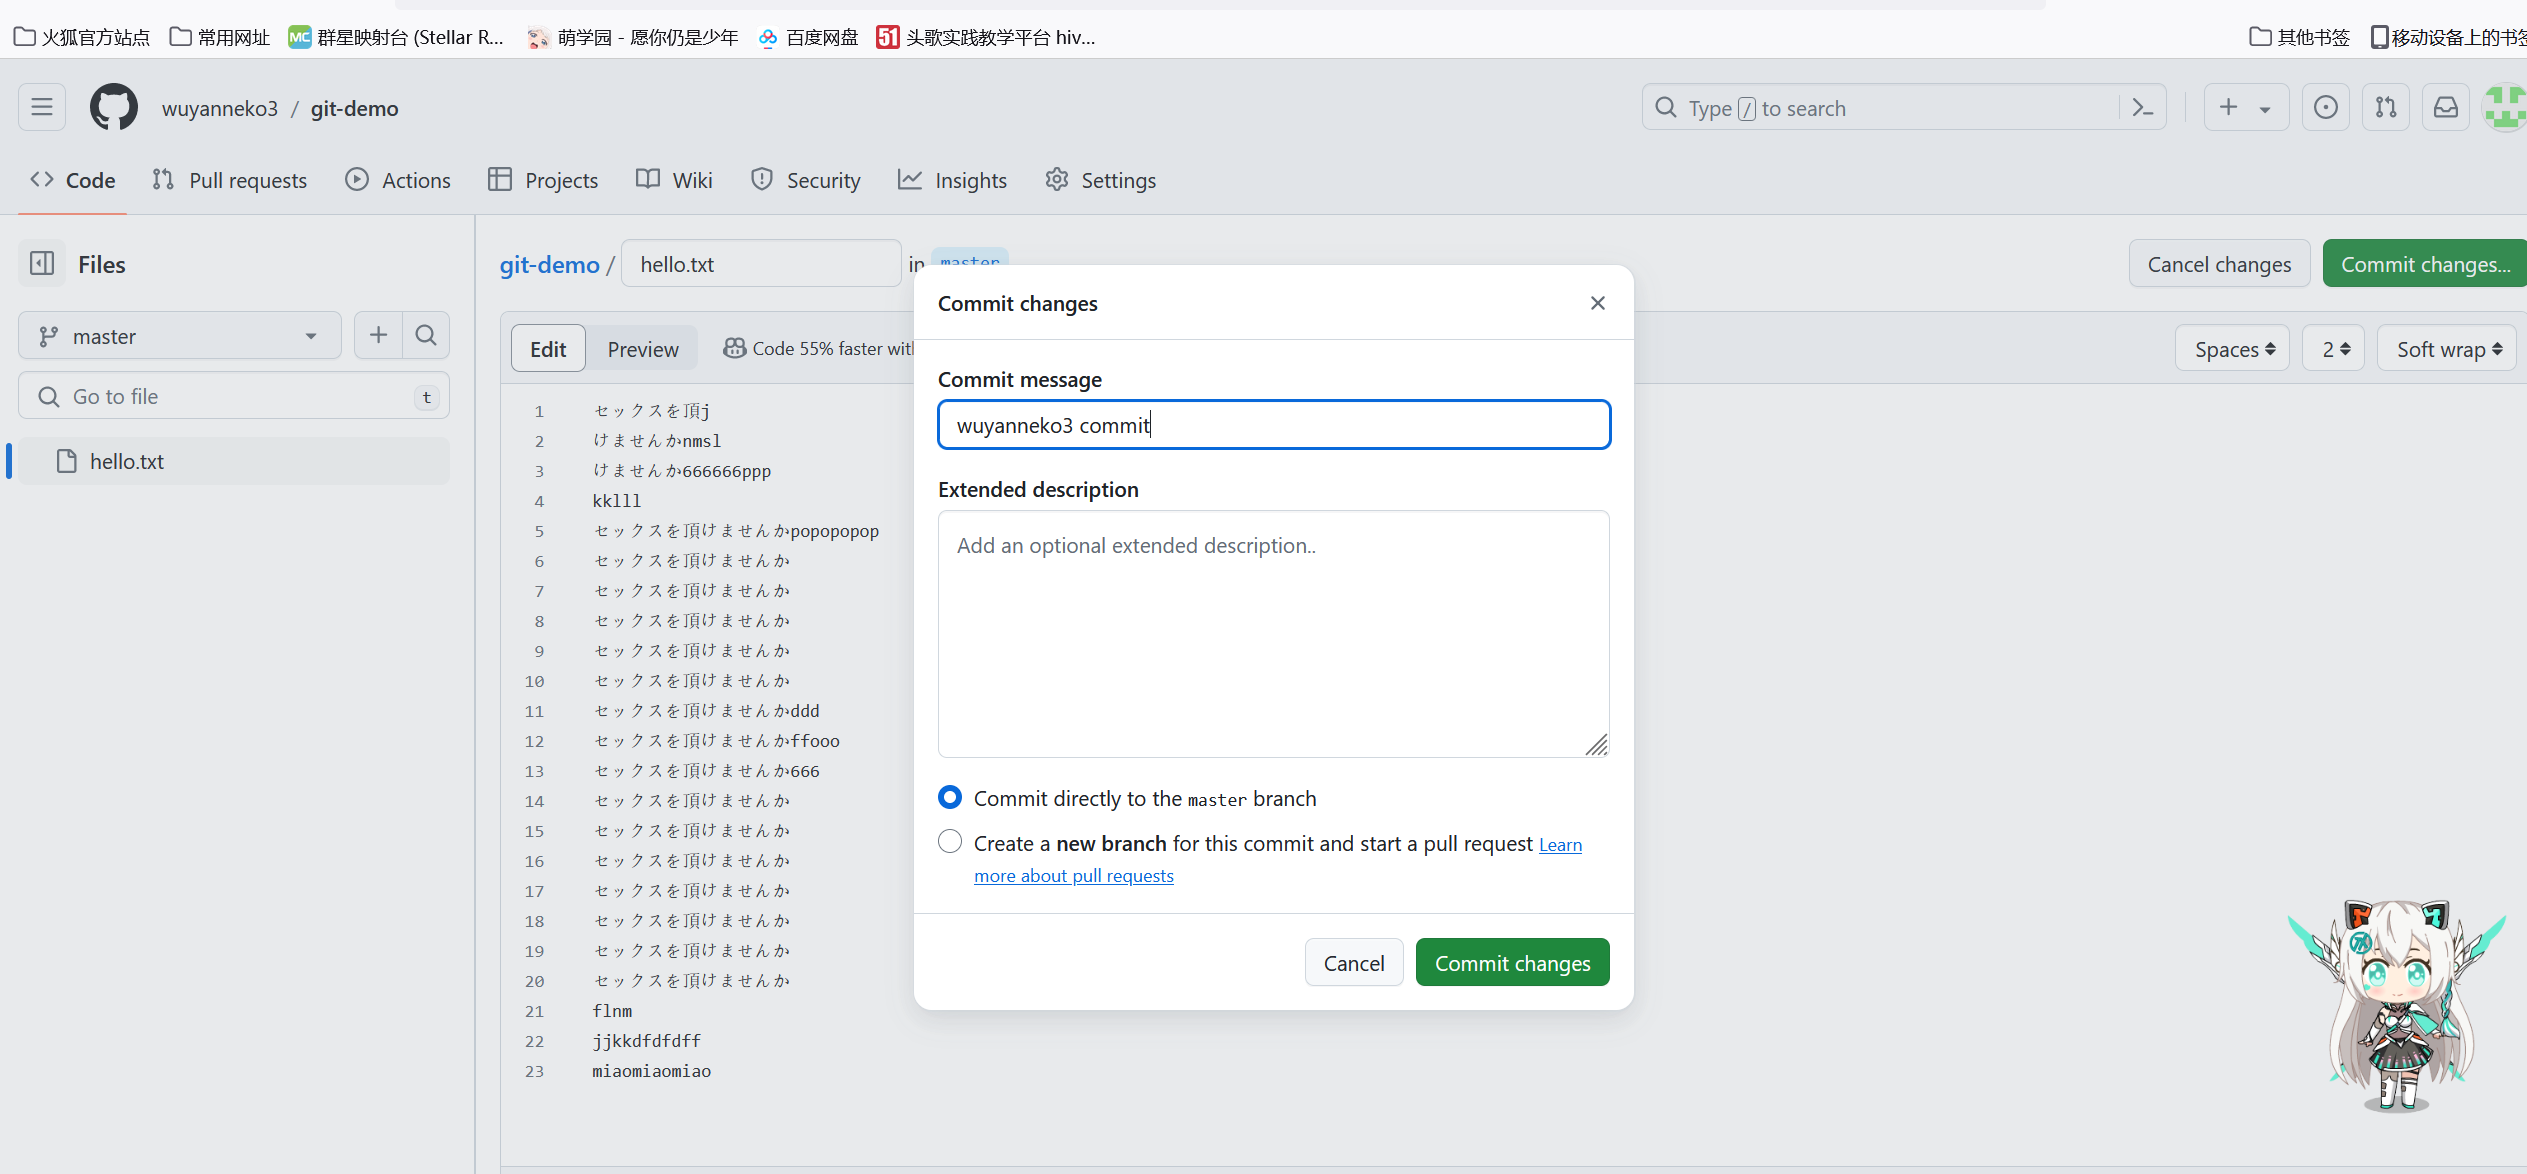 火狐官方站点 常用网址 MC 群星映射台 (Stellar R... 萌学园 - 愿你仍是少年 百度网盘 51 头歌实践教学平台 hiv... 其他书签 移动设备上的书签
wuyanneko3 / git-demo Type / to search
Code Pull requests Actions Projects Wiki Security Insights Settings
Files
git-demo / hello.txt in master Cancel changes Commit changes...
master
Edit Preview Code 55% faster with Spaces 2 Soft wrap
Go to file t
hello.txt
1 セックスを頂j
2 けませんかnmsl
3 けませんか666666ppp
4 kklll
5 セックスを頂けませんかpopopopop
6 セックスを頂けませんか
7 セックスを頂けませんか
8 セックスを頂けませんか
9 セックスを頂けませんか
10 セックスを頂けませんか
11 セックスを頂けませんかddd
12 セックスを頂けませんかffooo
13 セックスを頂けませんか666
14 セックスを頂けませんか
15 セックスを頂けませんか
16 セックスを頂けませんか
17 セックスを頂けませんか
18 セックスを頂けませんか
19 セックスを頂けませんか
20 セックスを頂けませんか
21 flnm
22 jjkkdfdfdff
23 miaomiaomiao
Commit changes
Commit message
wuyanneko3 commit
Extended description
Add an optional extended description..
Commit directly to the master branch
Create a new branch for this commit and start a pull request Learn
more about pull requests
Cancel Commit changes